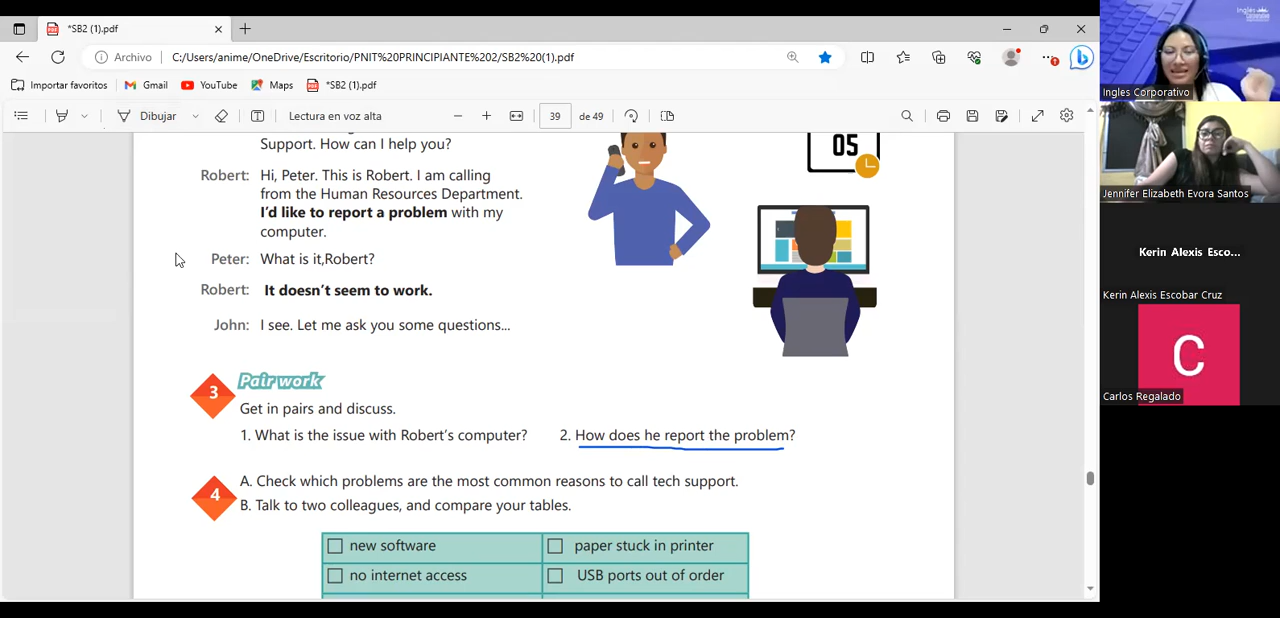 *SB2 (1).pdf
Archivo
C:/Users/anime/OneDrive/Escritorio/PNIT%20PRINCIPIANTE%202/SB2%20(1).pdf
Importar favoritos
Gmail
YouTube
Maps
*SB2 (1).pdf
Dibujar
Lectura en voz alta
39
de 49
Support. How can I help you?
Robert: Hi, Peter. This is Robert. I am calling
from the Human Resources Department.
I'd like to report a problem with my
computer.
Peter: What is it,Robert?
Robert: It doesn't seem to work.
John: I see. Let me ask you some questions...
05
3
Pair work
Get in pairs and discuss.
1. What is the issue with Robert's computer?
2. How does he report the problem?
4
A. Check which problems are the most common reasons to call tech support.
B. Talk to two colleagues, and compare your tables.
new software
paper stuck in printer
no internet access
USB ports out of order
Ingles Corporativo
Jennifer Elizabeth Evora Santos
Kerin Alexis Esco...
Kerin Alexis Escobar Cruz
C
Carlos Regalado